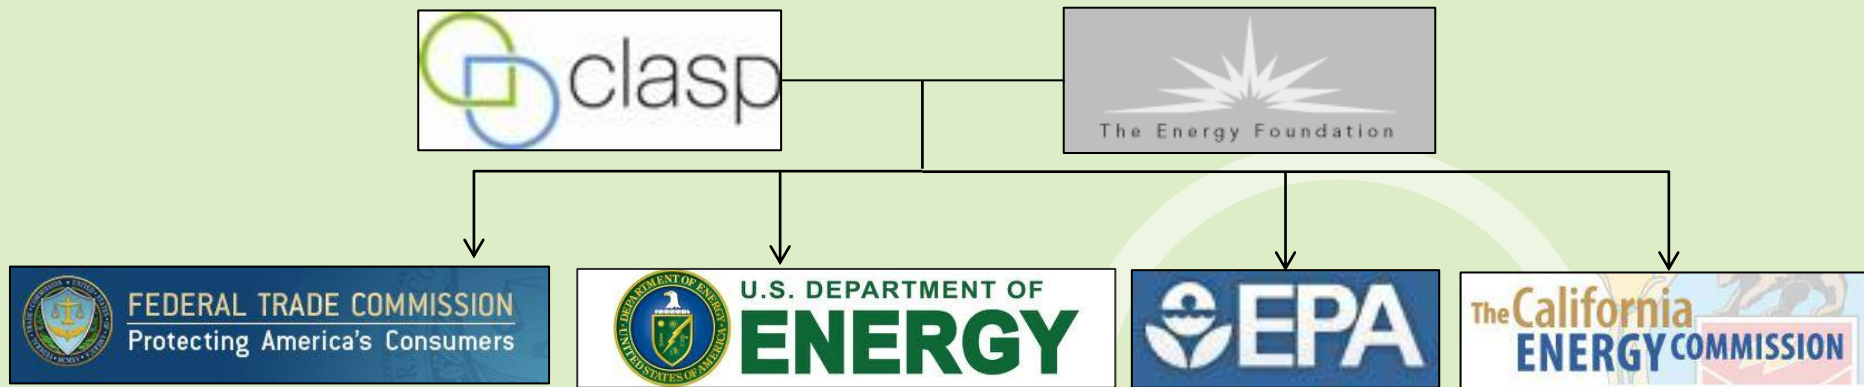 clasp
The Energy Foundation
FEDERAL TRADE COMMISSION
Protecting America's Consumers
U.S. DEPARTMENT OF
ENERGY
EPA
The California
ENERGY COMMISSION